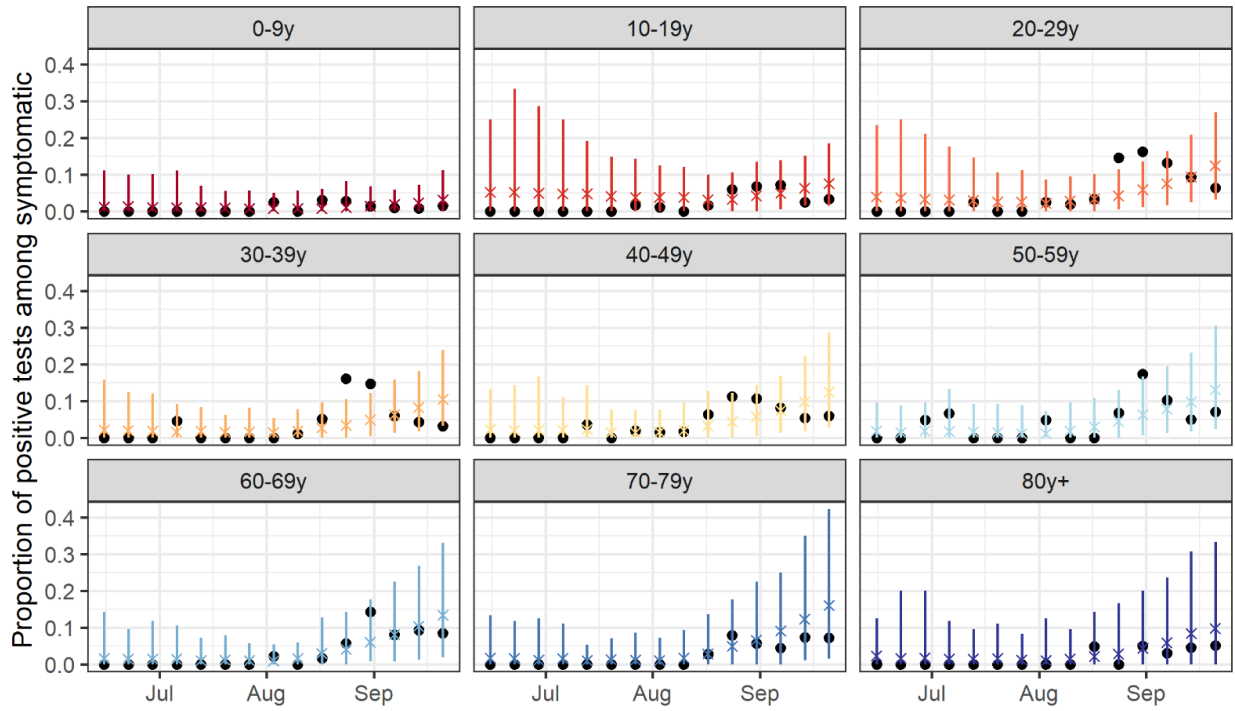 Proportion of positive tests among symptomatic
0-9y
10-19y
20-29y
0.4
0.3
0.2
0.1
0.0
30-39y
40-49y
50-59y
0.4
0.3
0.2
0.1
0.0
60-69y
70-79y
80y+
0.4
0.3
0.2
0.1
0.0
Jul Aug Sep
Jul Aug Sep
Jul Aug Sep